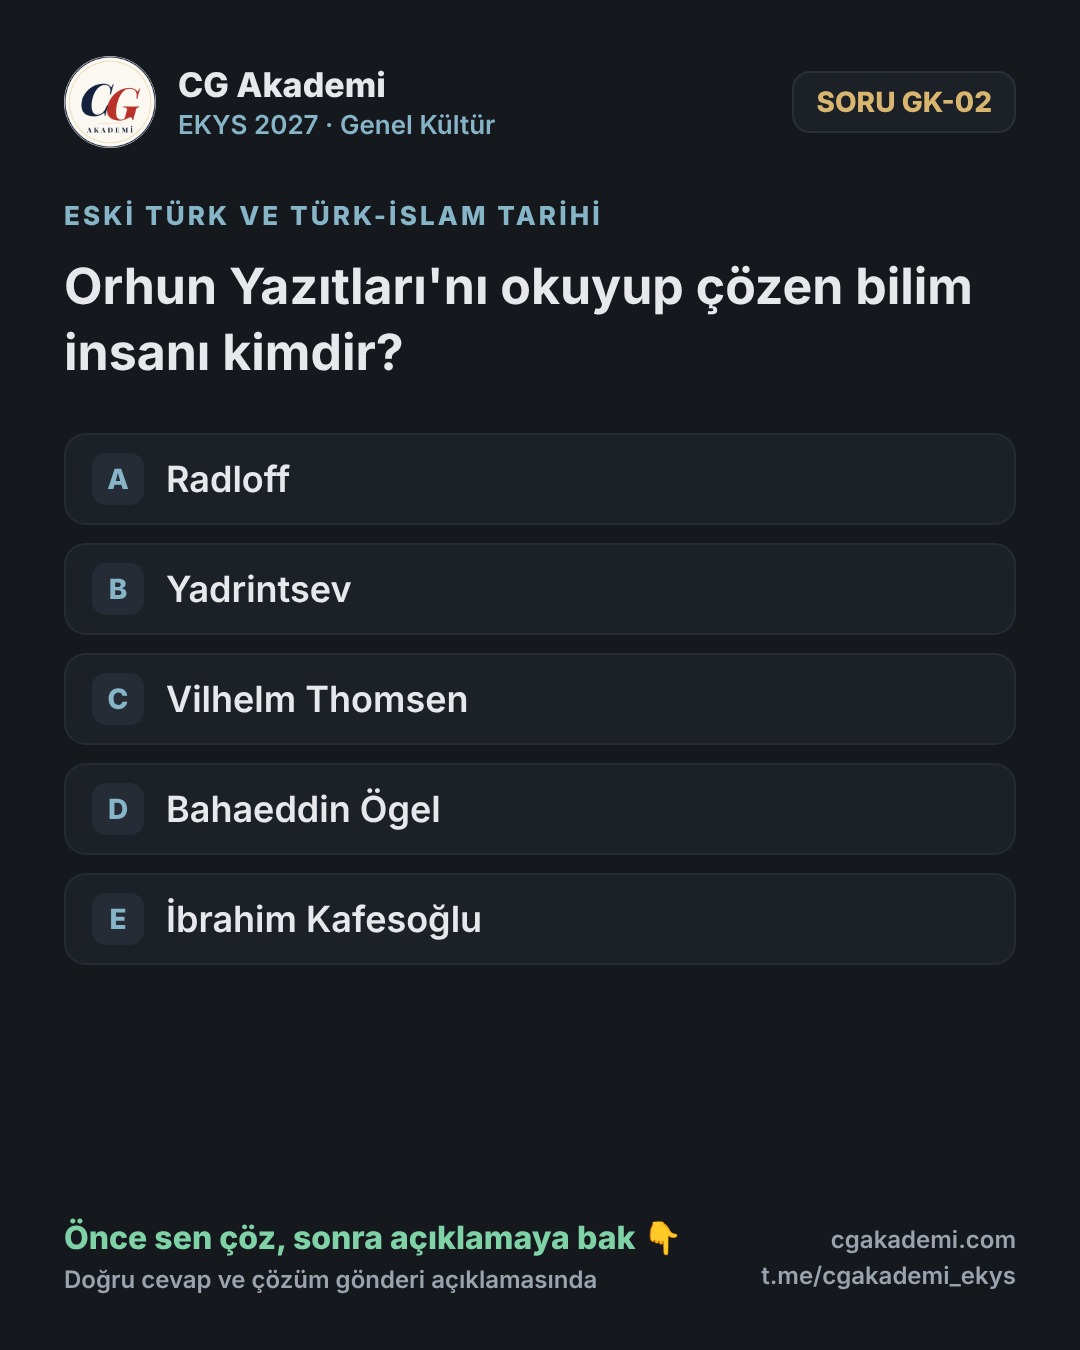 CG
AKADEMİ
CG Akademi
EKYS 2027 · Genel Kültür
SORU GK-02
ESKİ TÜRK VE TÜRK-İSLAM TARİHİ
Orhun Yazıtları'nı okuyup çözen bilim
insanı kimdir?
A Radloff
B Yadrintsev
C Vilhelm Thomsen
D Bahaeddin Ögel
E İbrahim Kafesoğlu
Önce sen çöz, sonra açıklamaya bak 👇
Doğru cevap ve çözüm gönderi açıklamasında
cgakademi.com
t.me/cgakademi_ekys